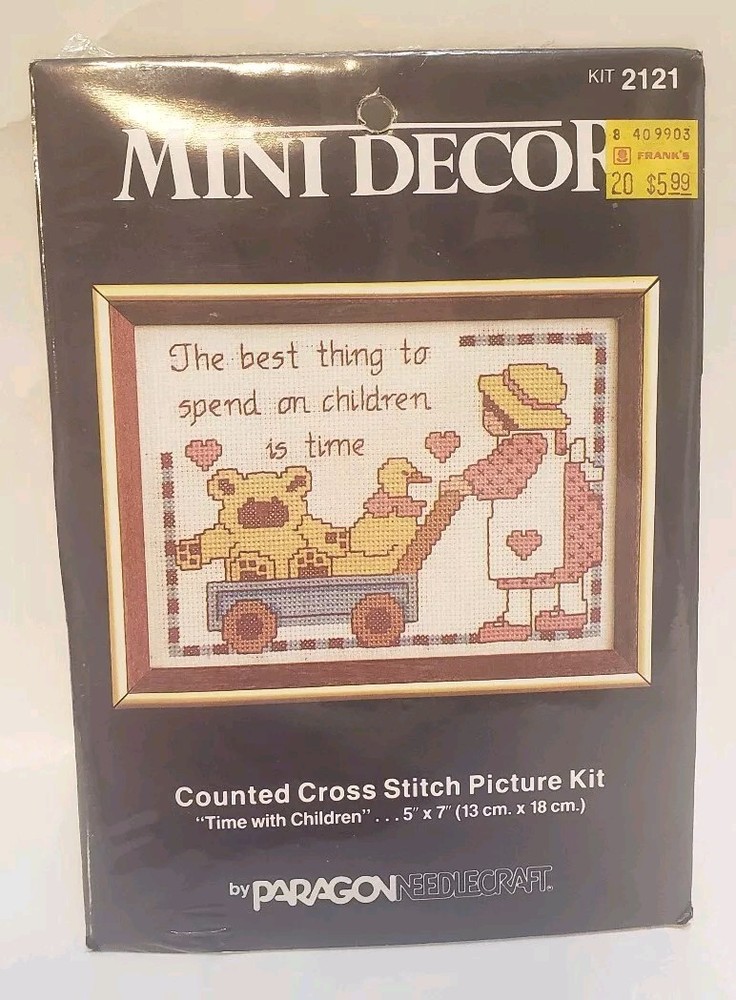 KIT 2121
MINI DECOR
8 409903
FRANK'S
20 $5.99
The best thing to
spend on children
is time
Counted Cross Stitch Picture Kit
“Time with Children” . . . 5″ x 7″ (13 cm. x 18 cm.)
by PARAGON NEEDLECRAFT®